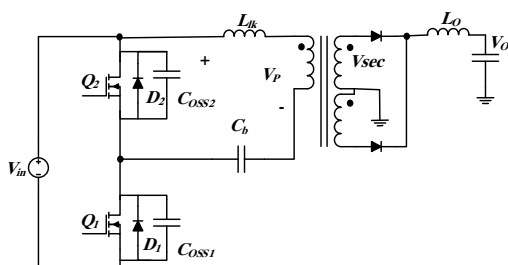 L_lk
L_O
V_O
Q_2
D_2
C_OSS2
+
V_P
-
Vsec
V_in
C_b
Q_1
D_1
C_OSS1